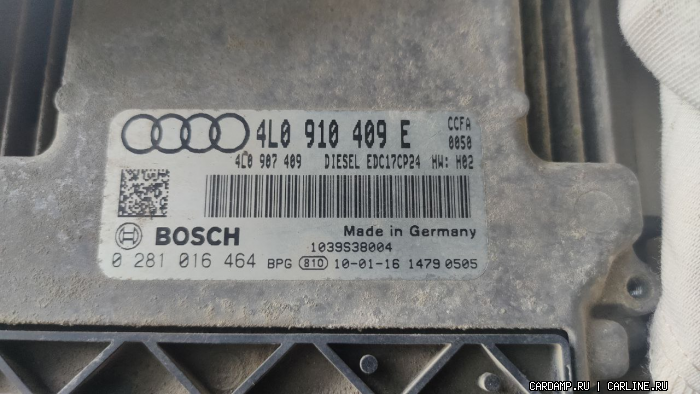 4L0 910 409 E CCFA
0050
4L0 907 409 DIESEL EDC17CP24 HW: H02
BOSCH Made in Germany
1039S38004
0 281 016 464 BPG 810 10-01-16 1479 0505
CARDAMP.RU | CARLINE.RU